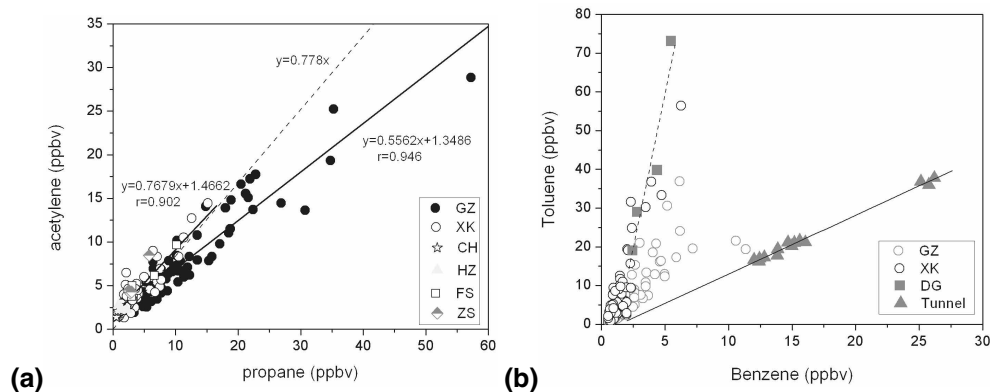 35
30
25
20
15
10
5
0
0
10
20
30
40
50
60
acetylene (ppbv)
propane (ppbv)
y=0.778x
y=0.5562x+1.3486
r=0.946
y=0.7679x+1.4662
r=0.902
GZ
XK
CH
HZ
FS
ZS
(a)
80
70
60
50
40
30
20
10
0
0
5
10
15
20
25
30
Toluene (ppbv)
Benzene (ppbv)
GZ
XK
DG
Tunnel
(b)